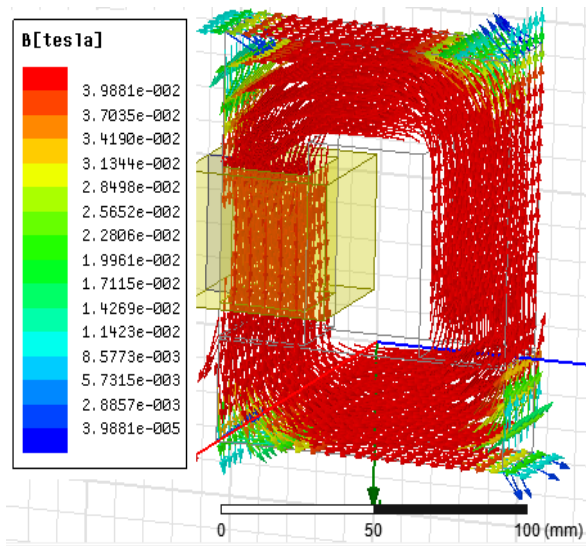 B[tesla]
3.9881e-002
3.7035e-002
3.4190e-002
3.1344e-002
2.8498e-002
2.5652e-002
2.2806e-002
1.9961e-002
1.7115e-002
1.4269e-002
1.1423e-002
8.5773e-003
5.7315e-003
2.8857e-003
3.9881e-005
0 50 100 (mm)